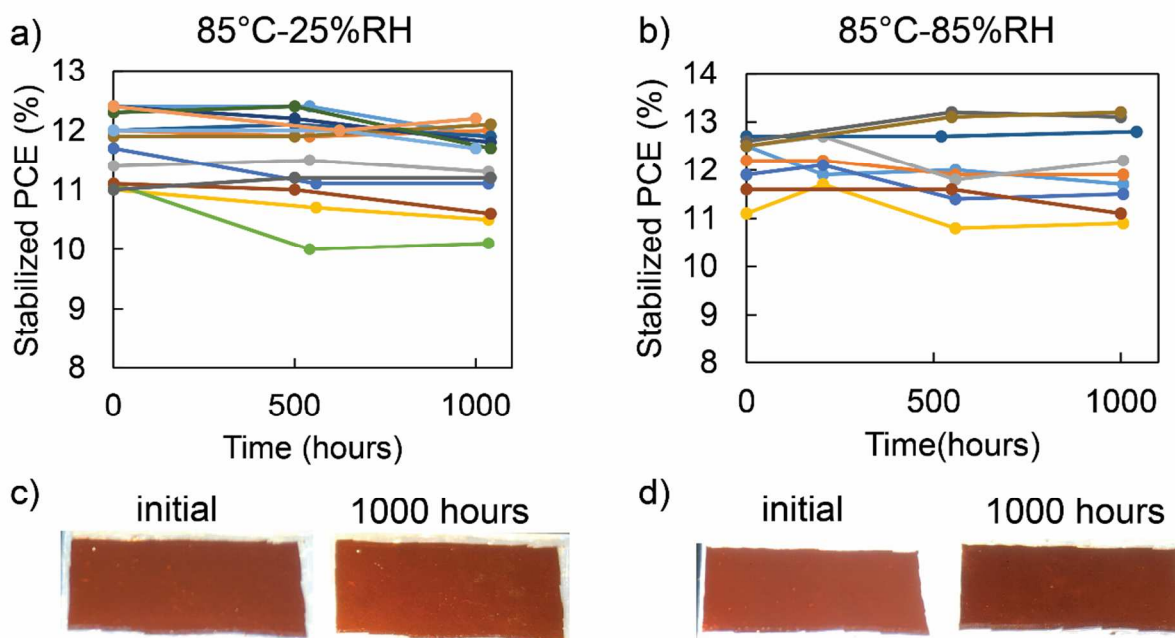 a) 85°C-25%RH
Stabilized PCE (%)
13
12
11
10
9
8
0 500 1000
Time (hours)
b) 85°C-85%RH
Stabilized PCE (%)
14
13
12
11
10
9
8
0 500 1000
Time(hours)
c) initial 1000 hours
d) initial 1000 hours